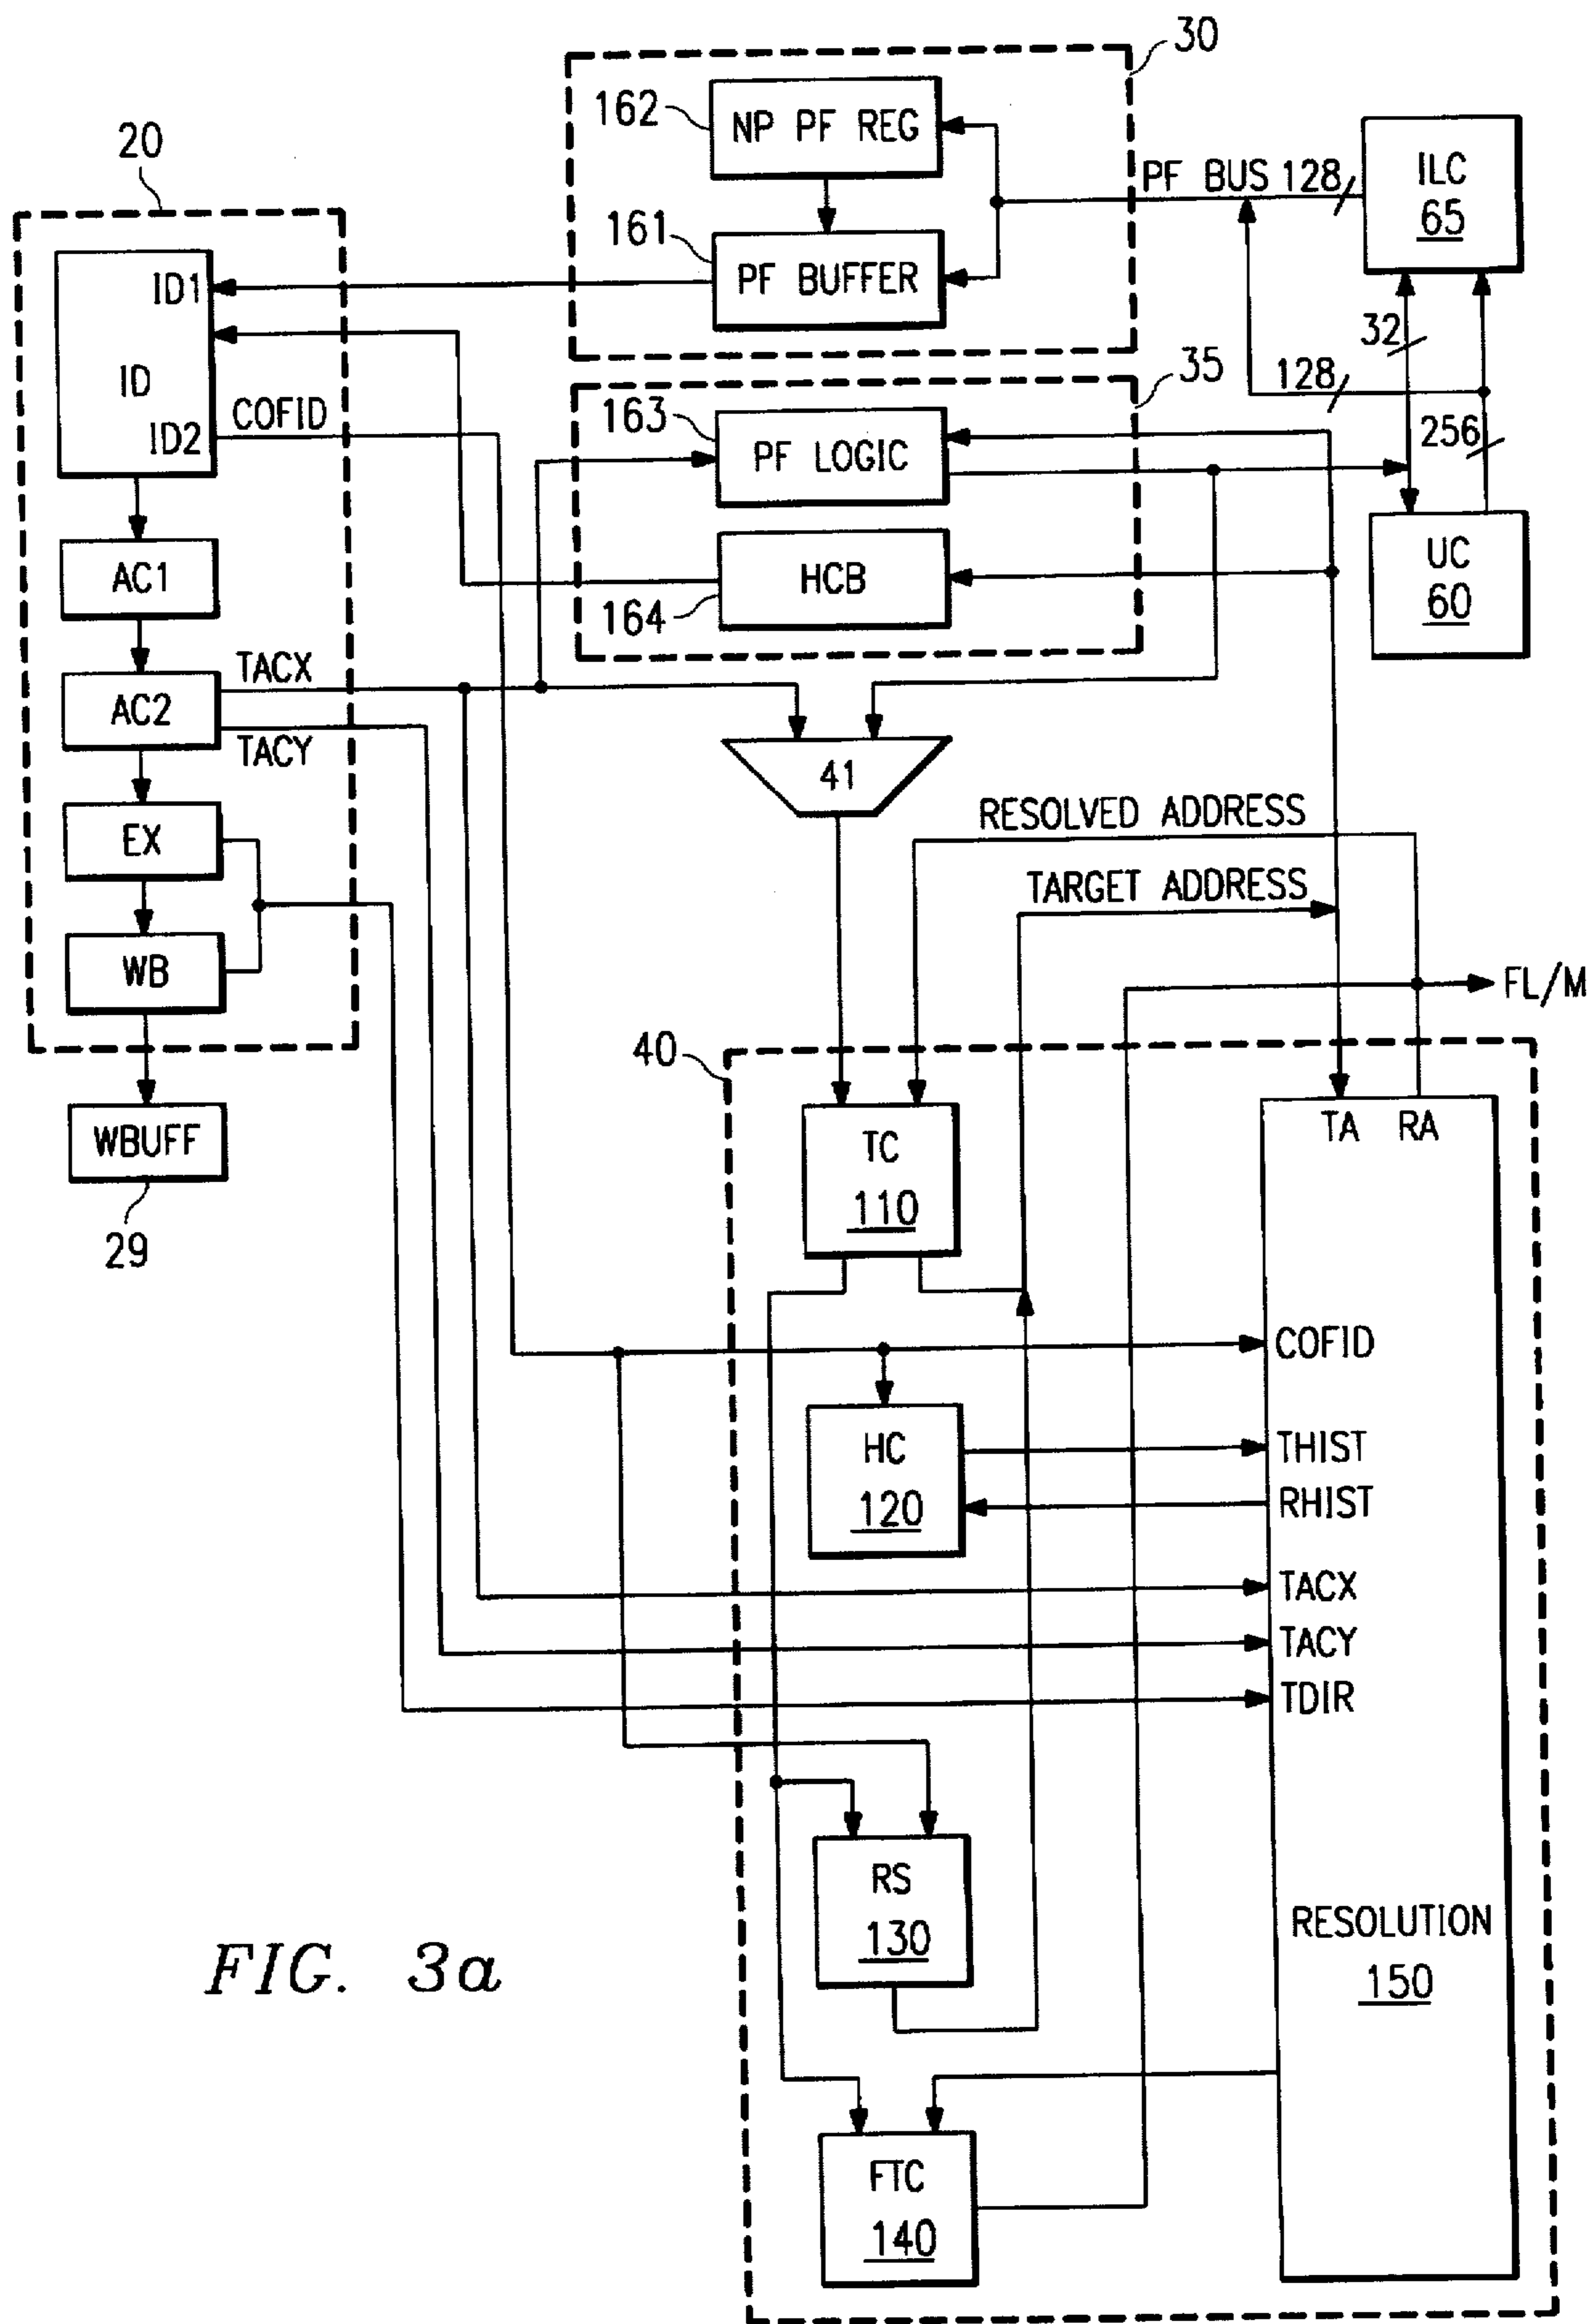 30
162
NP PF REG
20
161
PF BUFFER
PF BUS 128
ILC
65
ID1
ID
ID2
COFID
32
128
256
35
163
PF LOGIC
164
HCB
UC
60
AC1
AC2
TACX
TACY
41
EX
WB
RESOLVED ADDRESS
TARGET ADDRESS
FL/M
40
WBUFF
29
TC
110
TA RA
COFID
HC
120
THIST
RHIST
TACX
TACY
TDIR
RS
130
RESOLUTION
150
FTC
140
FIG. 3a